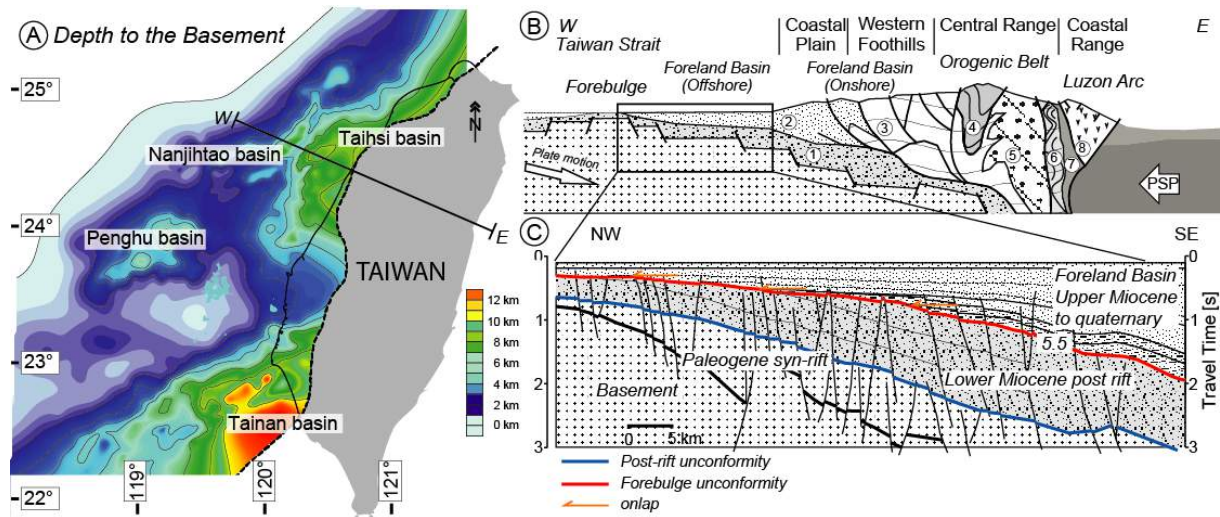 A Depth to the Basement
25°
24°
23°
22°
119°
120°
121°
W
E
N
Taihsi basin
Nanjihtao basin
Penghu basin
TAIWAN
Tainan basin
12 km
10 km
8 km
6 km
4 km
2 km
0 km
B
W
E
Taiwan Strait
Coastal
Plain
Western
Foothills
Central Range
Coastal
Range
Forebulge
Foreland Basin
(Offshore)
Foreland Basin
(Onshore)
Orogenic Belt
Luzon Arc
Plate motion
1
2
3
4
5
6
7
8
PSP
C
NW
SE
0
1
2
3
0
1
2
3
Travel Time [s]
Foreland Basin
Upper Miocene
to quaternary
5.5
Paleogene syn-rift
Lower Miocene post rift
Basement
0 5 km
Post-rift unconformity
Forebulge unconformity
onlap